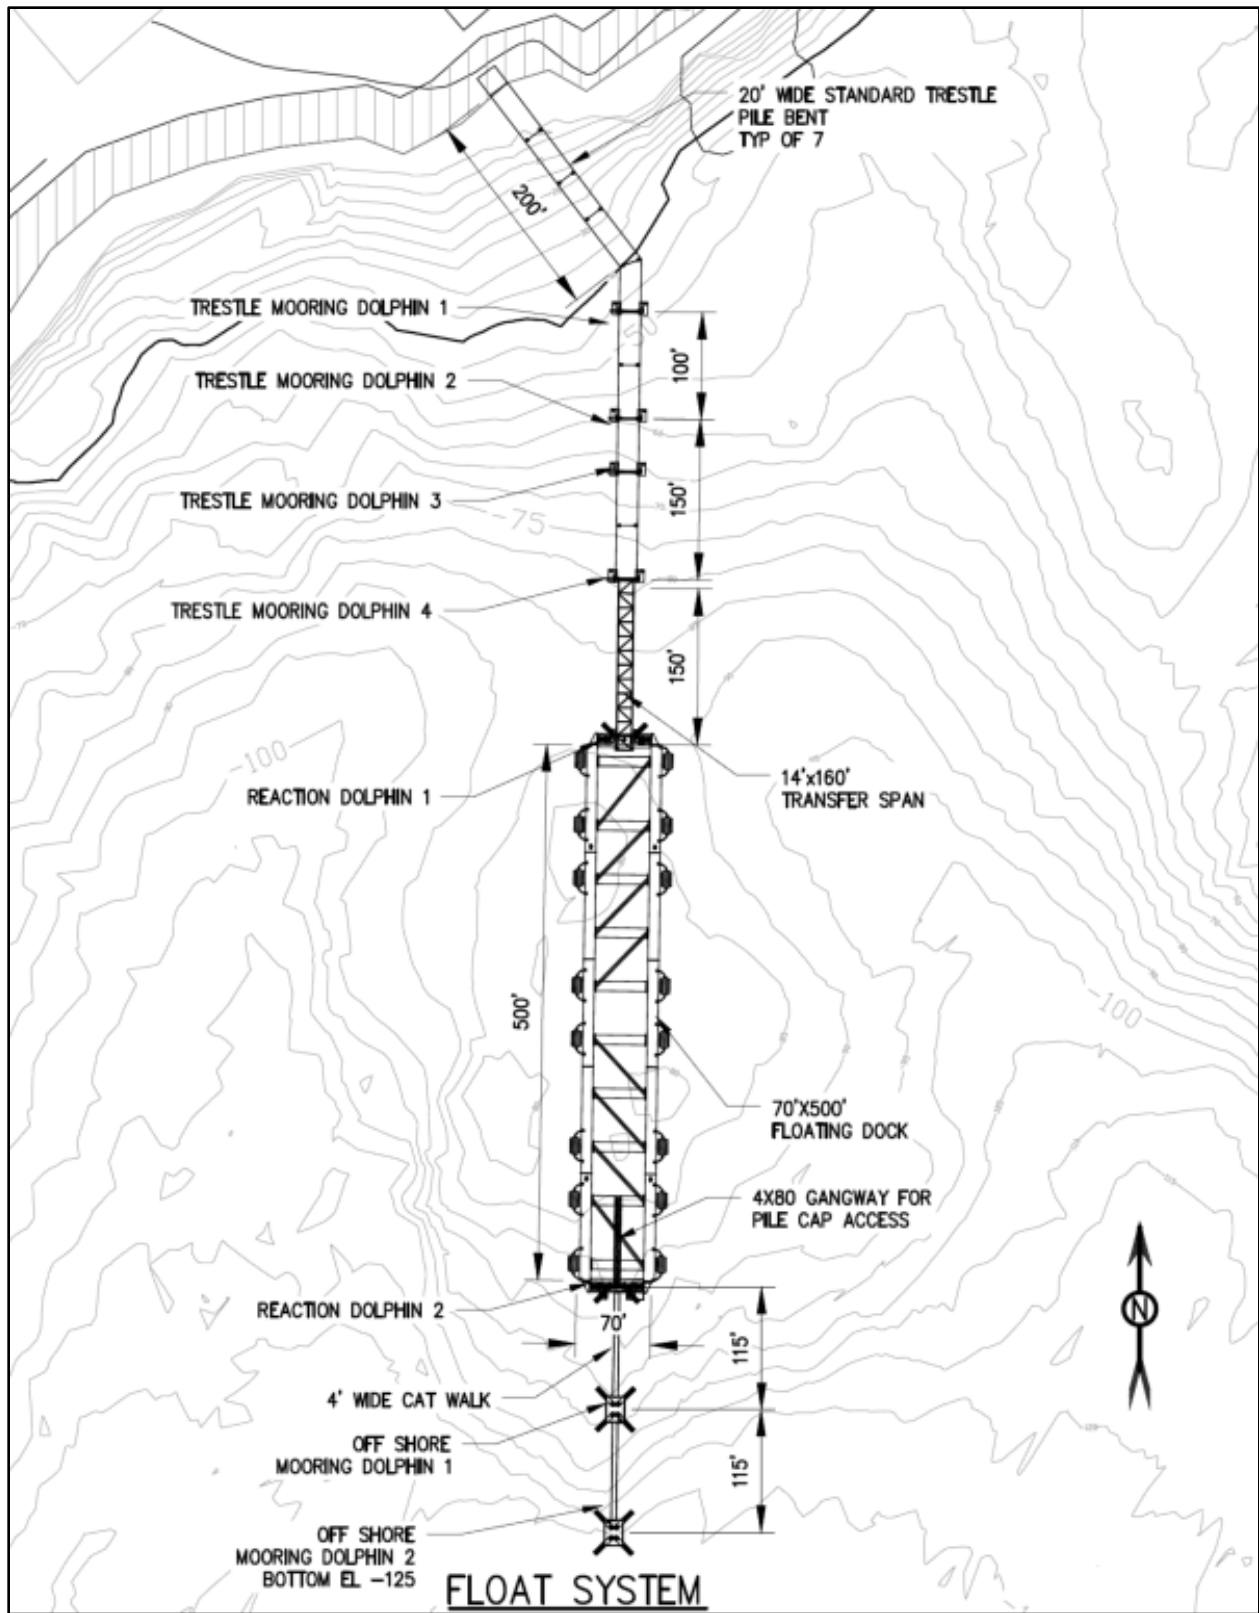 20' WIDE STANDARD TRESTLE
PILE BENT
TYP OF 7
200'
TRESTLE MOORING DOLPHIN 1
100'
TRESTLE MOORING DOLPHIN 2
TRESTLE MOORING DOLPHIN 3
-75
150'
TRESTLE MOORING DOLPHIN 4
150'
-100
14'x160'
TRANSFER SPAN
REACTION DOLPHIN 1
500'
-100
70'X500'
FLOATING DOCK
4X80 GANGWAY FOR
PILE CAP ACCESS
REACTION DOLPHIN 2
70'
115'
N
4' WIDE CAT WALK
OFF SHORE
MOORING DOLPHIN 1
115'
OFF SHORE
MOORING DOLPHIN 2
BOTTOM EL -125
FLOAT SYSTEM